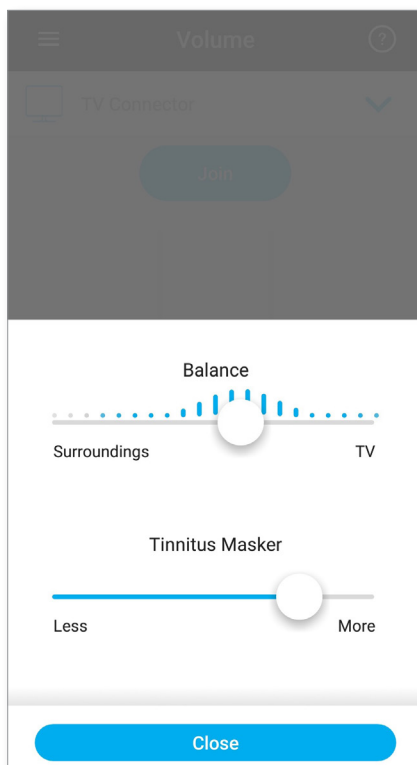 Volume
?
TV Connector
Join
Balance
Surroundings TV
Tinnitus Masker
Less More
Close